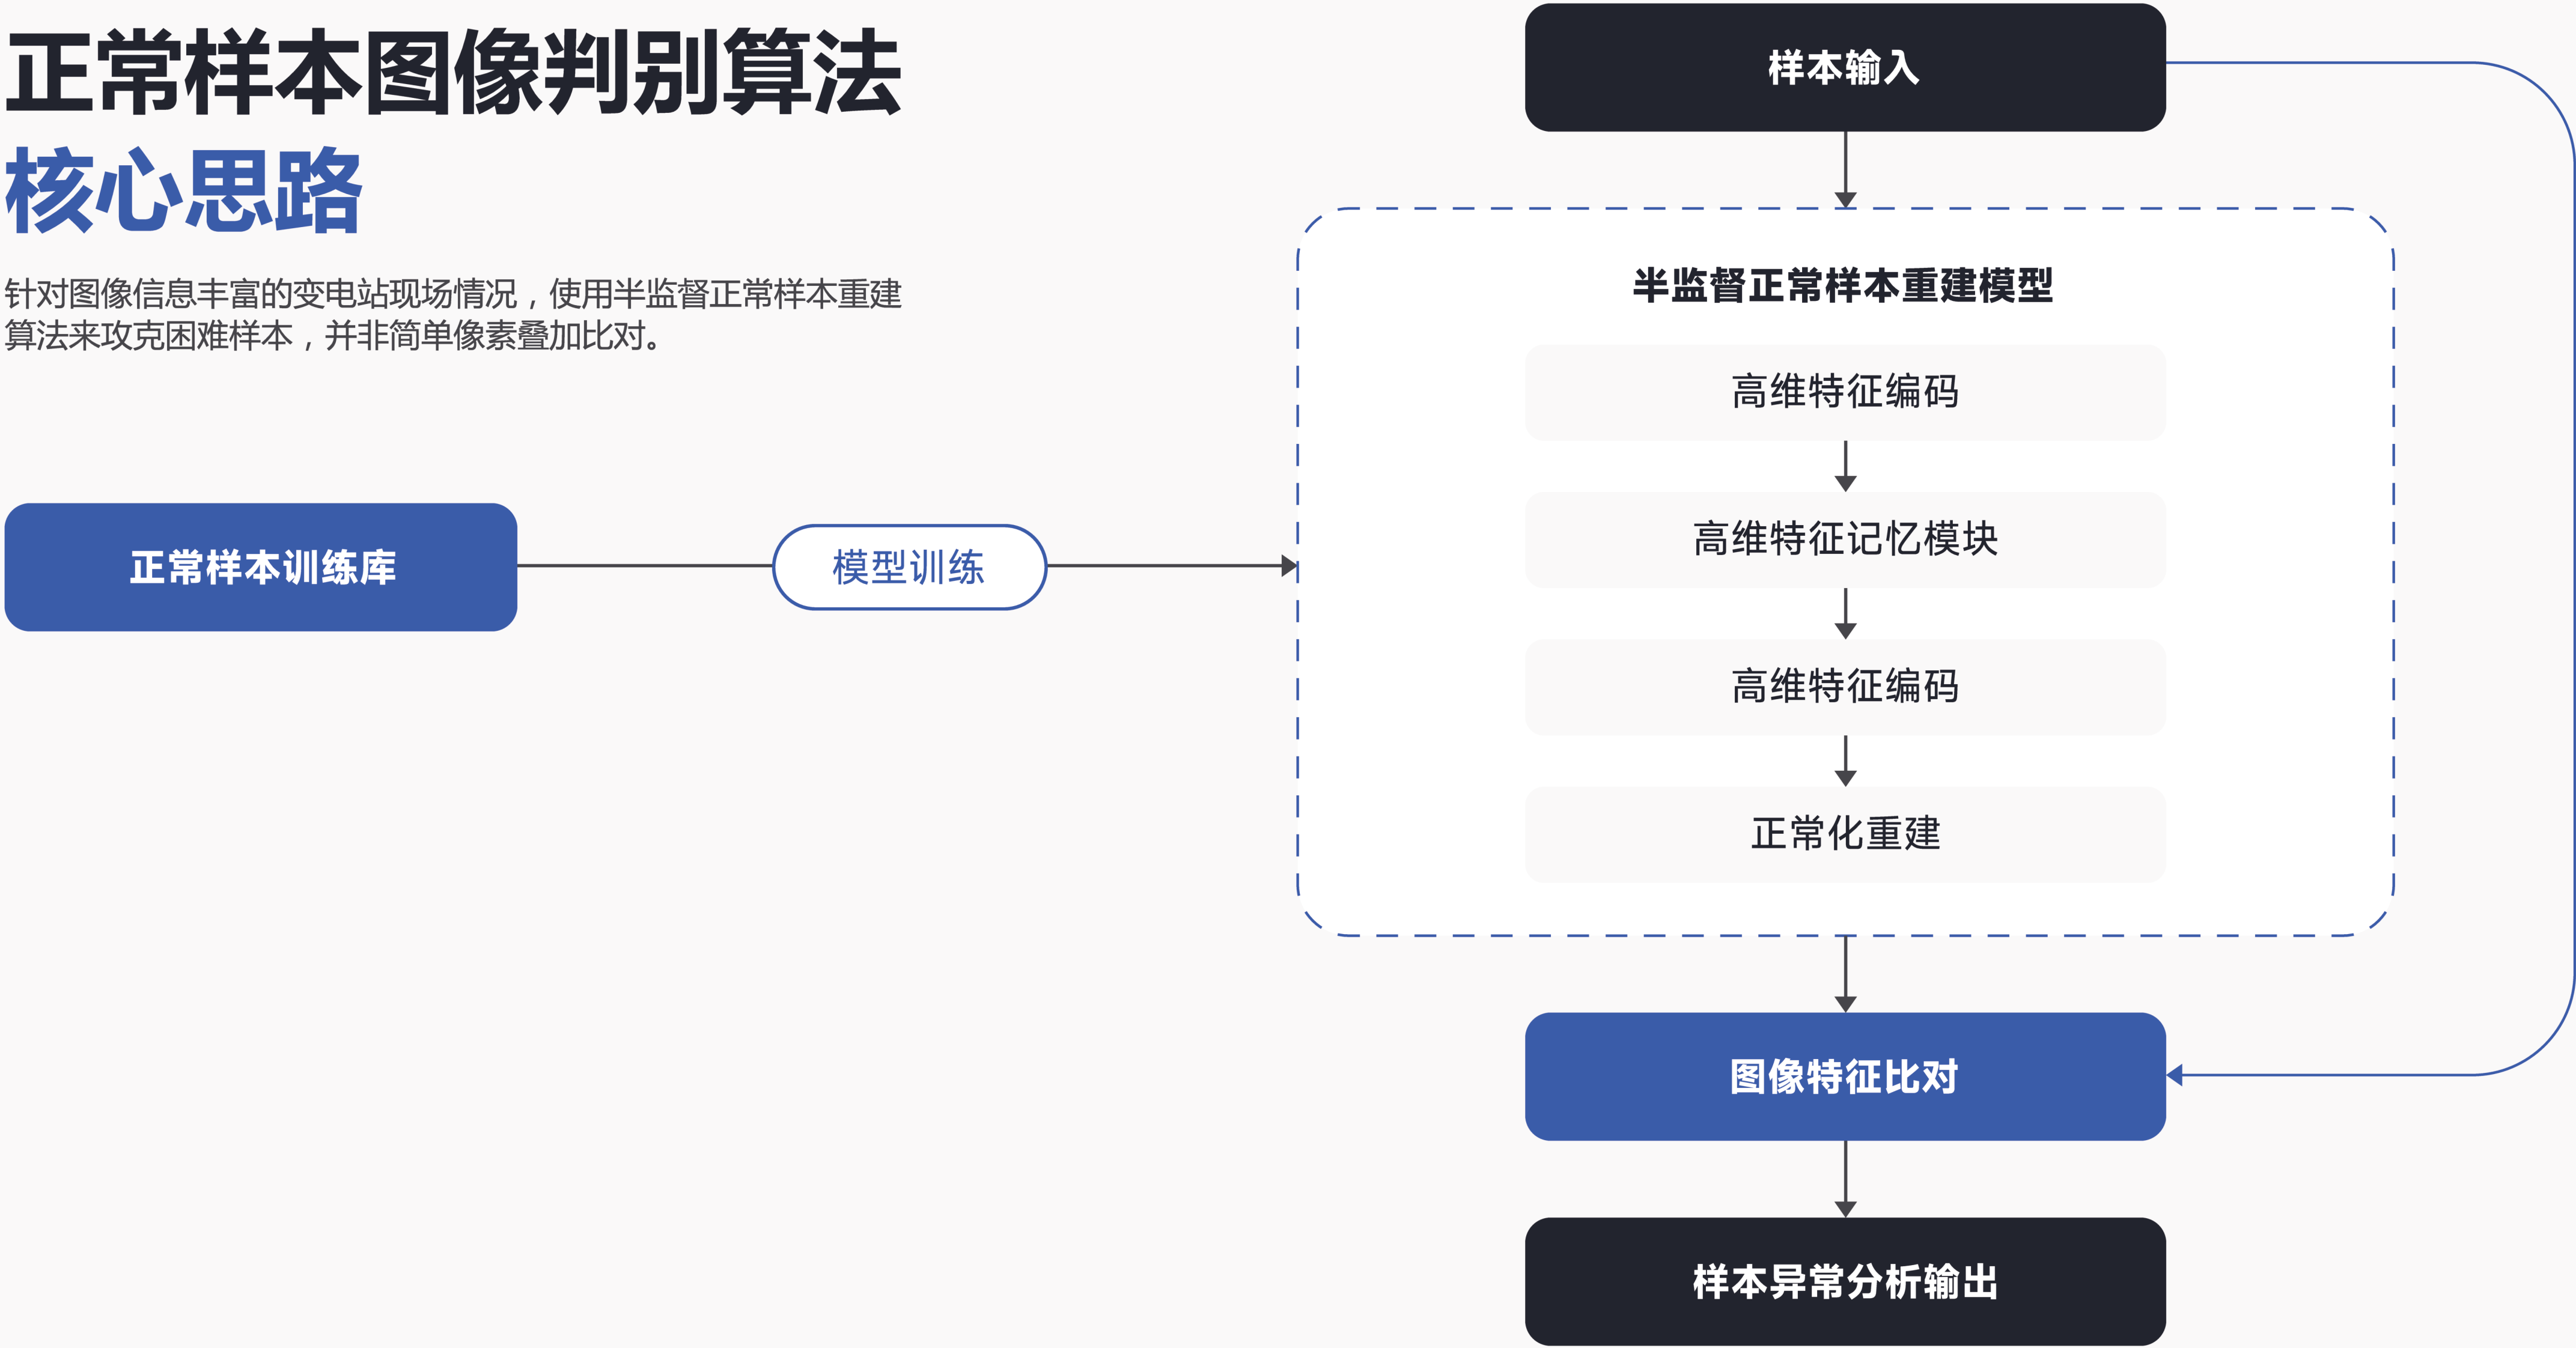 正常样本图像判别算法
核心思路
针对图像信息丰富的变电站现场情况，使用半监督正常样本重建
算法来攻克困难样本，并非简单像素叠加比对。
正常样本训练库
模型训练
样本输入
半监督正常样本重建模型
高维特征编码
高维特征记忆模块
高维特征编码
正常化重建
图像特征比对
样本异常分析输出